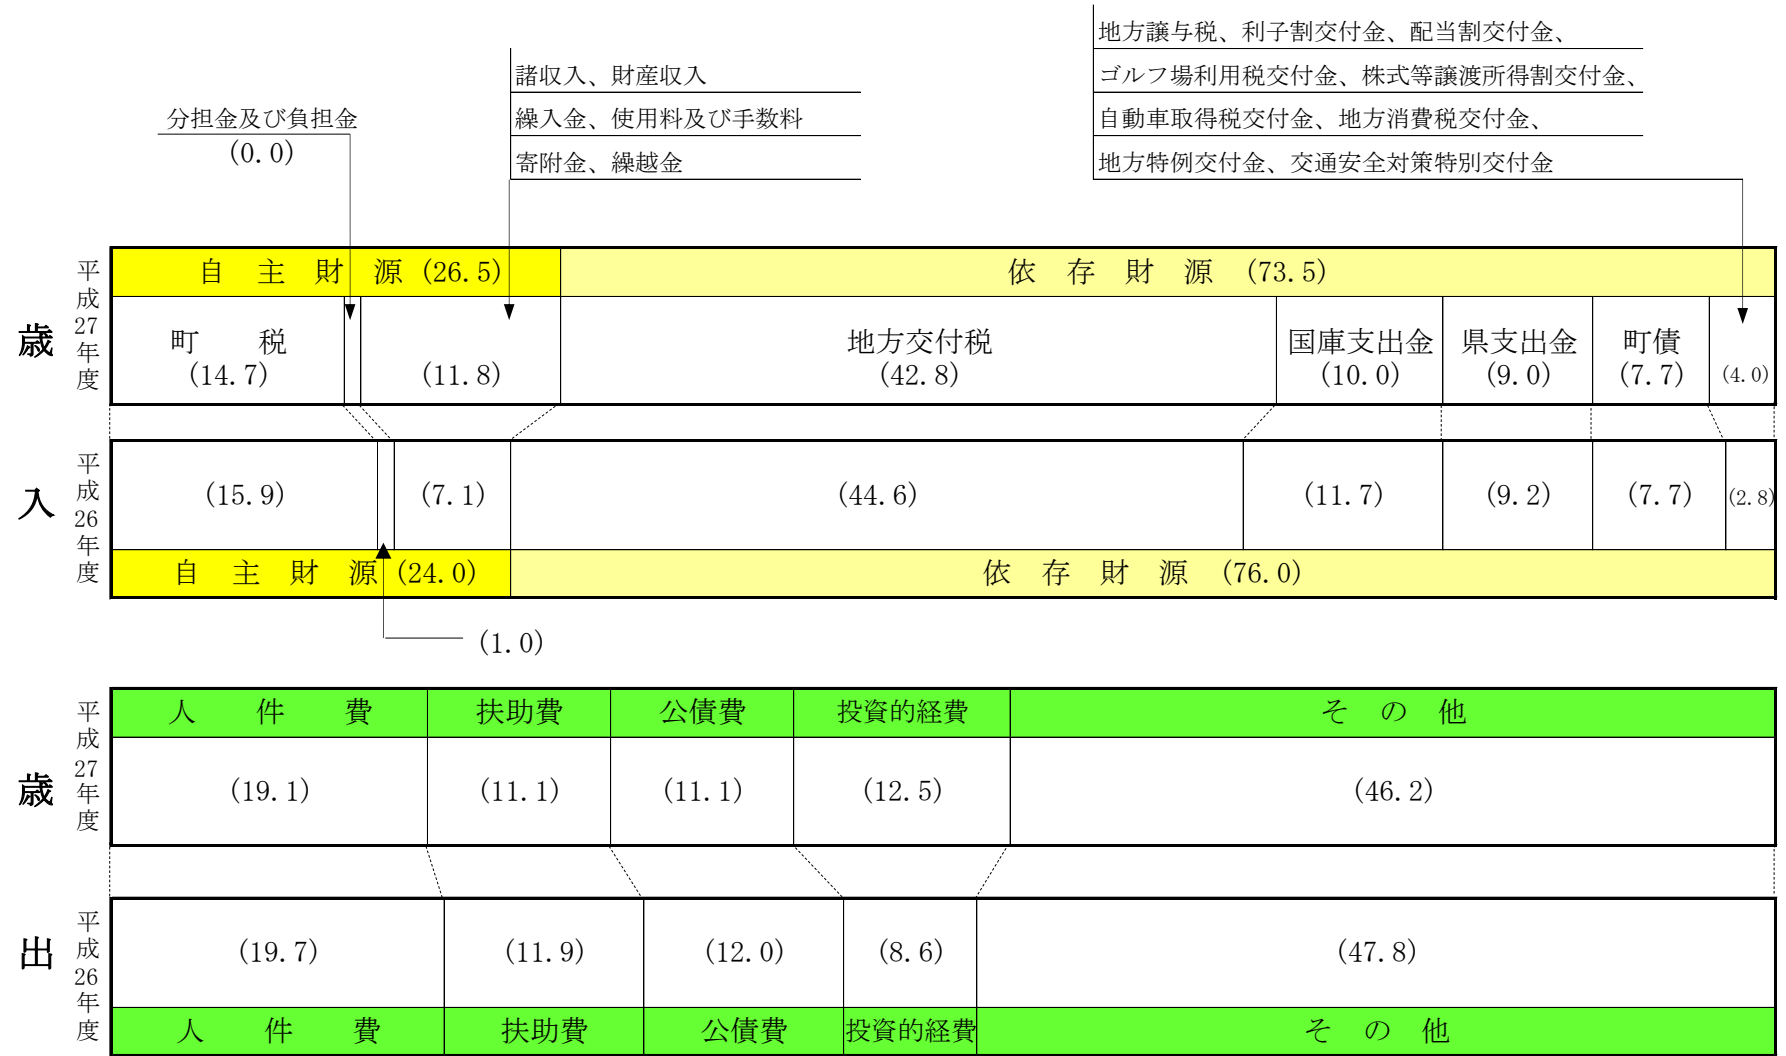 地方譲与税、利子割交付金、配当割交付金、
ゴルフ場利用税交付金、株式等譲渡所得割交付金、
自動車取得税交付金、地方消費税交付金、
地方特例交付金、交通安全対策特別交付金
諸収入、財産収入
繰入金、使用料及び手数料
寄附金、繰越金
分担金及び負担金
(0.0)
歳入
平成27年度
自主財源(26.5) 依存財源(73.5)
町税 地方交付税 国庫支出金 県支出金 町債
(14.7) (11.8) (42.8) (10.0) (9.0) (7.7) (4.0)
平成26年度
(15.9) (7.1) (44.6) (11.7) (9.2) (7.7) (2.8)
自主財源(24.0) 依存財源(76.0)
(1.0)
歳出
平成27年度
人件費 扶助費 公債費 投資的経費 その他
(19.1) (11.1) (11.1) (12.5) (46.2)
平成26年度
(19.7) (11.9) (12.0) (8.6) (47.8)
人件費 扶助費 公債費 投資的経費 その他